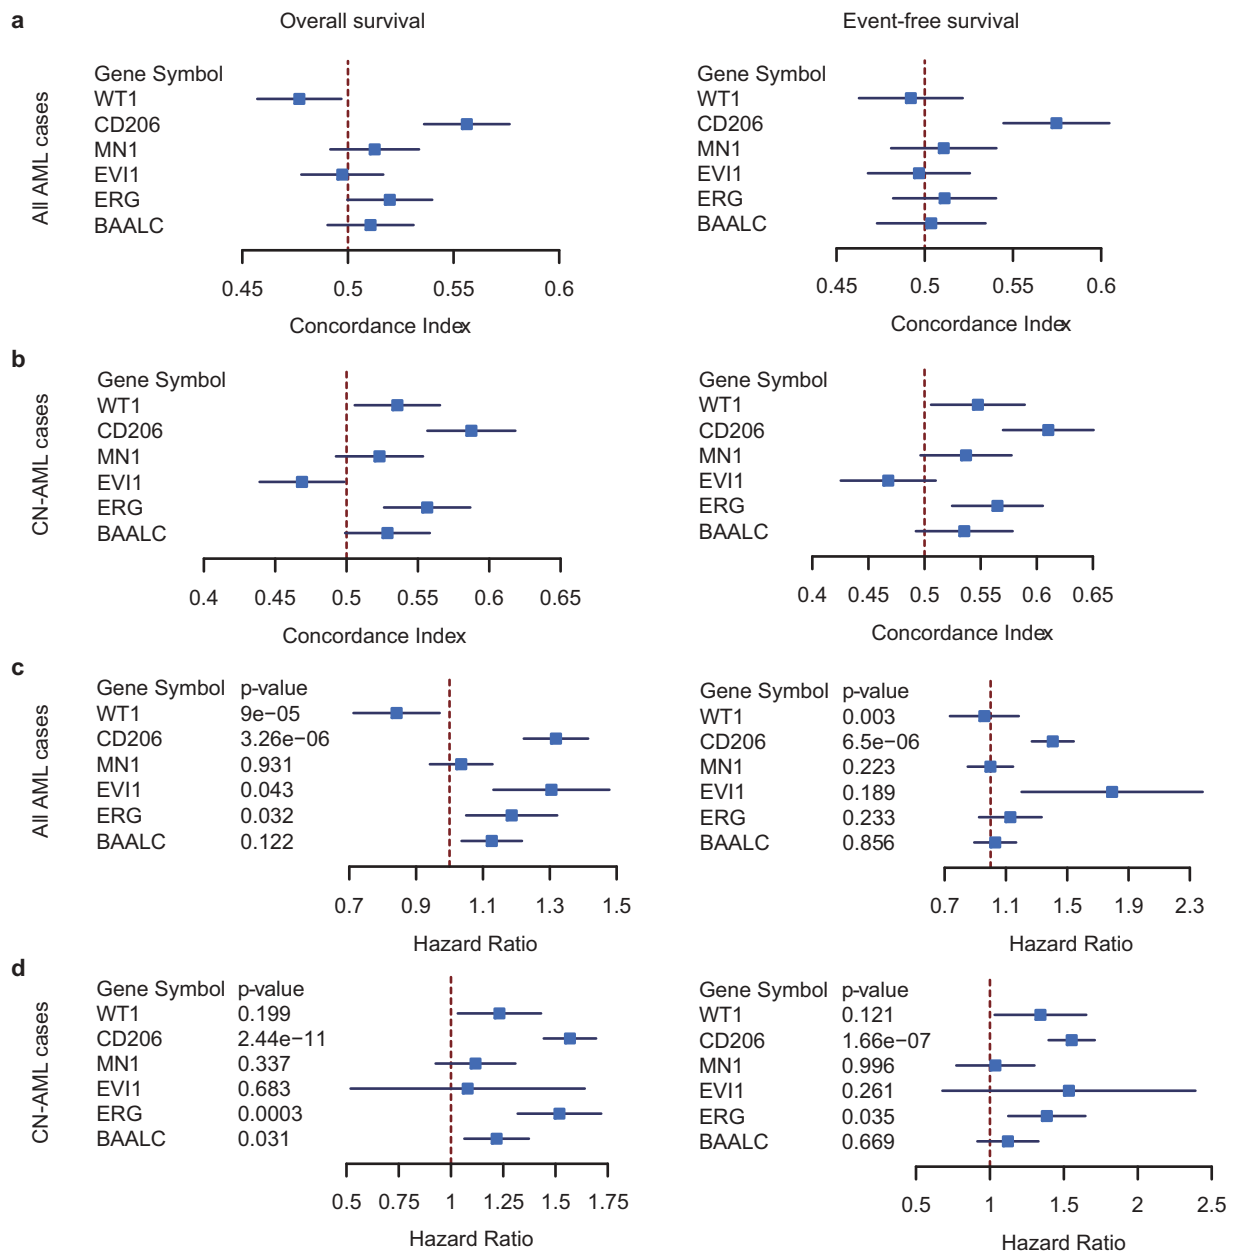 a
Overall survival
Event-free survival
All AML cases
Gene Symbol
WT1
CD206
MN1
EVI1
ERG
BAALC
0.45 0.5 0.55 0.6
Concordance Index
Gene Symbol
WT1
CD206
MN1
EVI1
ERG
BAALC
0.45 0.5 0.55 0.6
Concordance Index
b
CN-AML cases
Gene Symbol
WT1
CD206
MN1
EVI1
ERG
BAALC
0.4 0.45 0.5 0.55 0.6 0.65
Concordance Index
Gene Symbol
WT1
CD206
MN1
EVI1
ERG
BAALC
0.4 0.45 0.5 0.55 0.6 0.65
Concordance Index
c
All AML cases
Gene Symbol p-value
WT1 9e−05
CD206 3.26e−06
MN1 0.931
EVI1 0.043
ERG 0.032
BAALC 0.122
0.7 0.9 1.1 1.3 1.5
Hazard Ratio
Gene Symbol p-value
WT1 0.003
CD206 6.5e−06
MN1 0.223
EVI1 0.189
ERG 0.233
BAALC 0.856
0.7 1.1 1.5 1.9 2.3
Hazard Ratio
d
CN-AML cases
Gene Symbol p-value
WT1 0.199
CD206 2.44e−11
MN1 0.337
EVI1 0.683
ERG 0.0003
BAALC 0.031
0.5 0.75 1 1.25 1.5 1.75
Hazard Ratio
Gene Symbol p-value
WT1 0.121
CD206 1.66e−07
MN1 0.996
EVI1 0.261
ERG 0.035
BAALC 0.669
0.5 1 1.5 2 2.5
Hazard Ratio